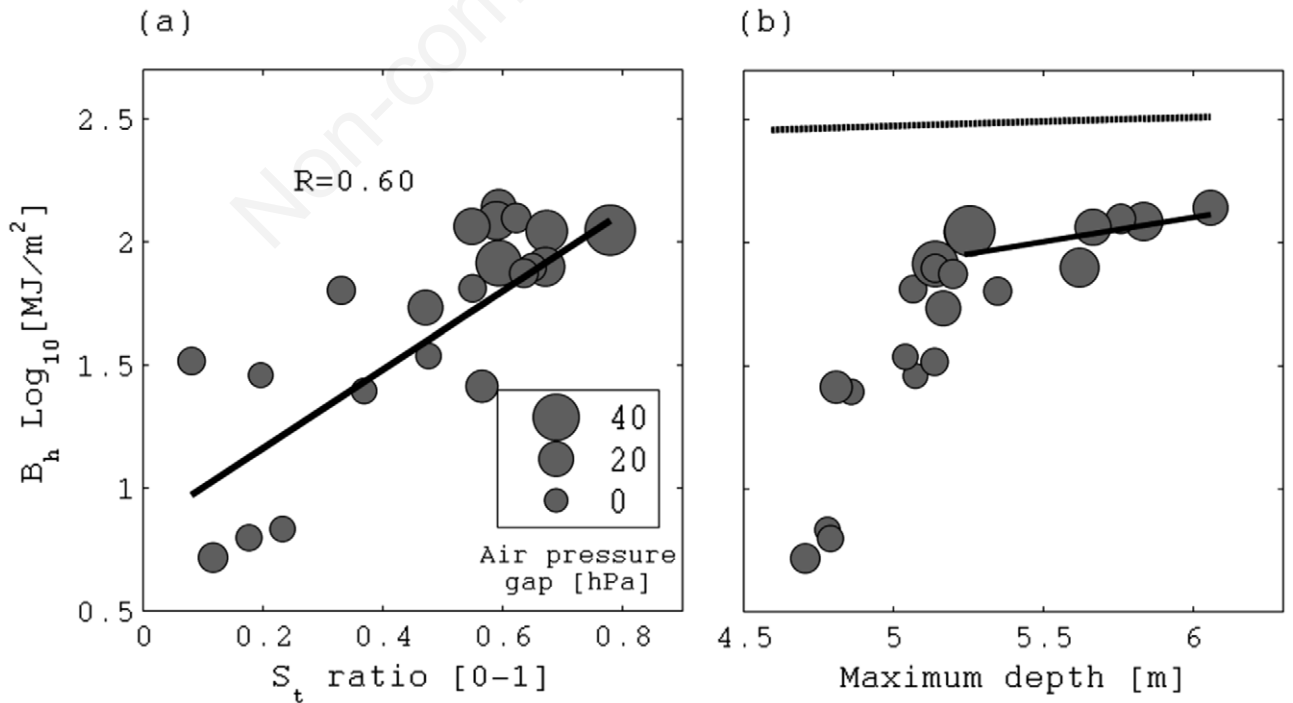 (a)
(b)
Non-com
2.5
2
1.5
1
0.5
B_h Log_10[MJ/m^2]
R=0.60
40
20
0
Air pressure
gap [hPa]
0
0.2
0.4
0.6
0.8
S_t ratio [0-1]
4.5
5
5.5
6
Maximum depth [m]